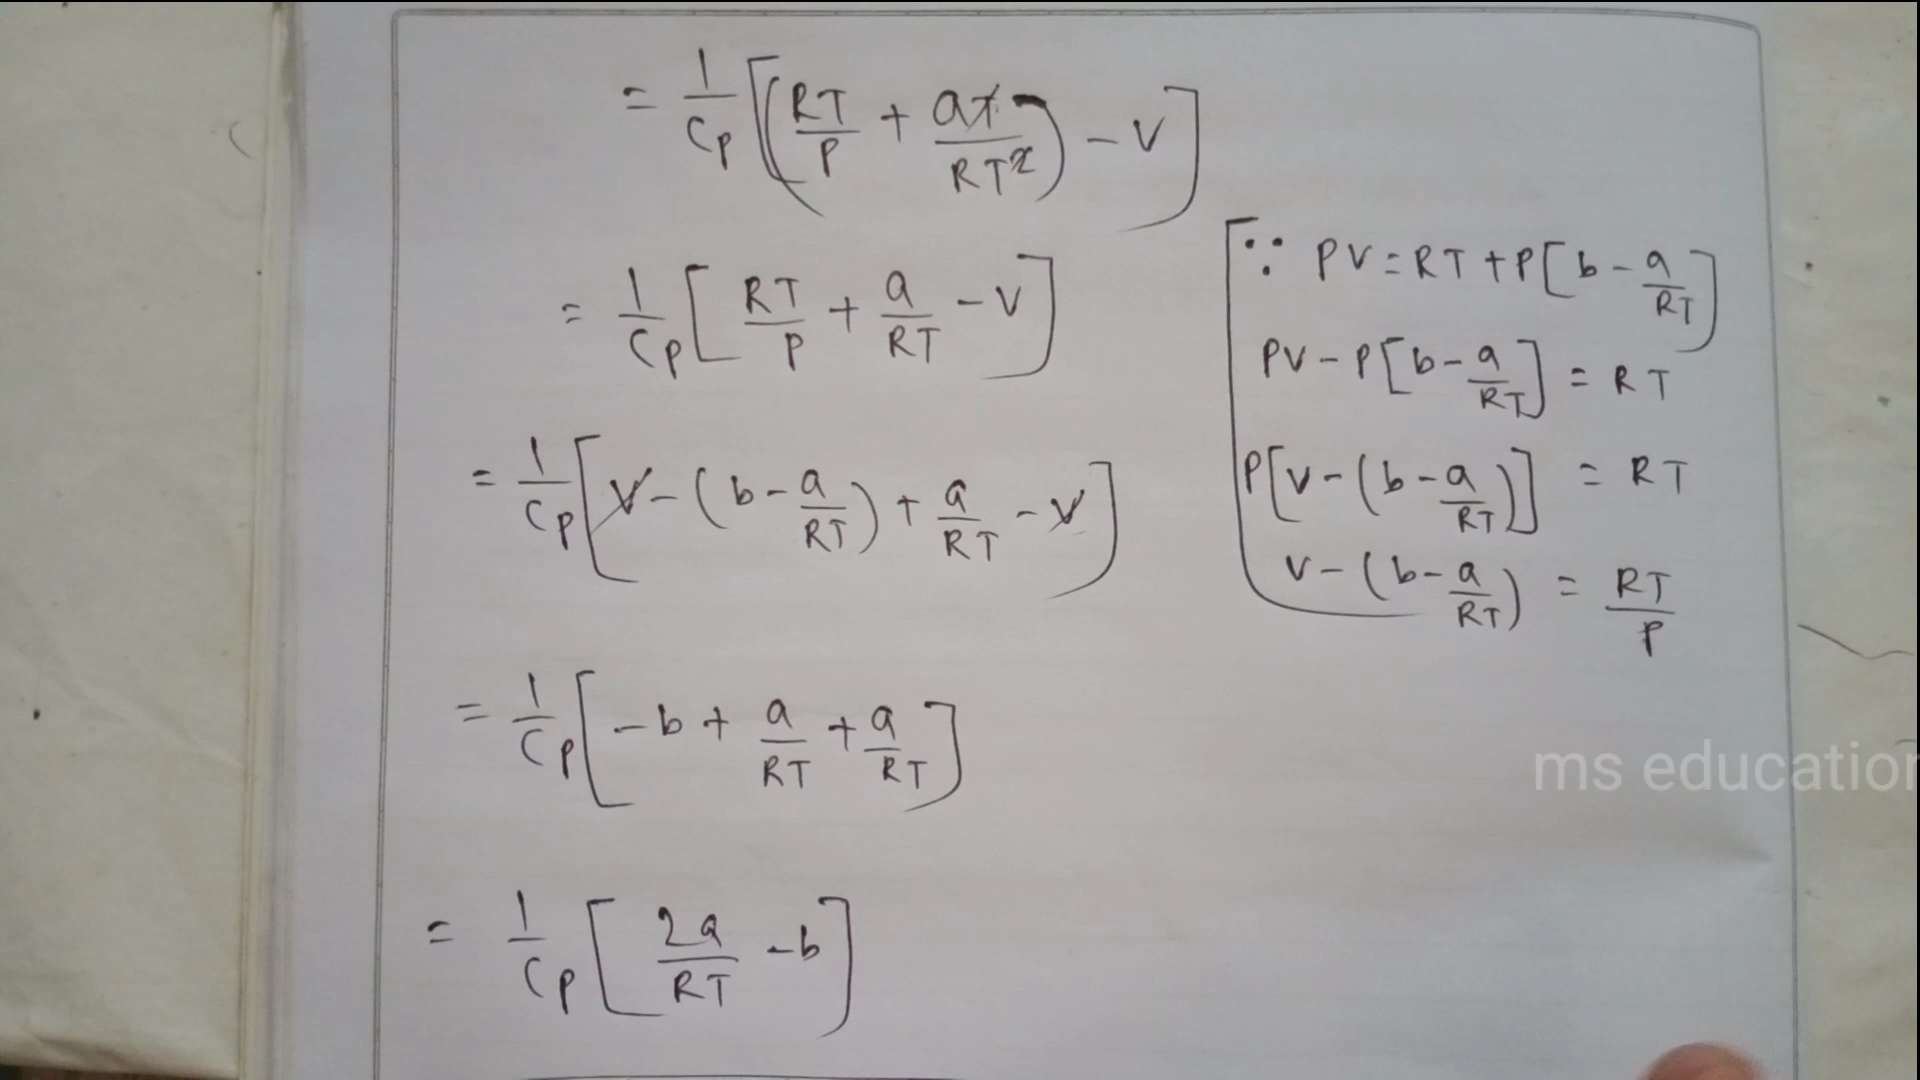 = 1/Cp [(RT/P + aT/RT²) - V]
= 1/Cp [RT/P + a/RT - V]
= 1/Cp [V - (b - a/RT) + a/RT - V]
= 1/Cp [-b + a/RT + a/RT]
= 1/Cp [2a/RT - b]
[∵ PV = RT + P[b - a/RT]
PV - P[b - a/RT] = RT
P[V - (b - a/RT)] = RT
V - (b - a/RT) = RT/P
ms education